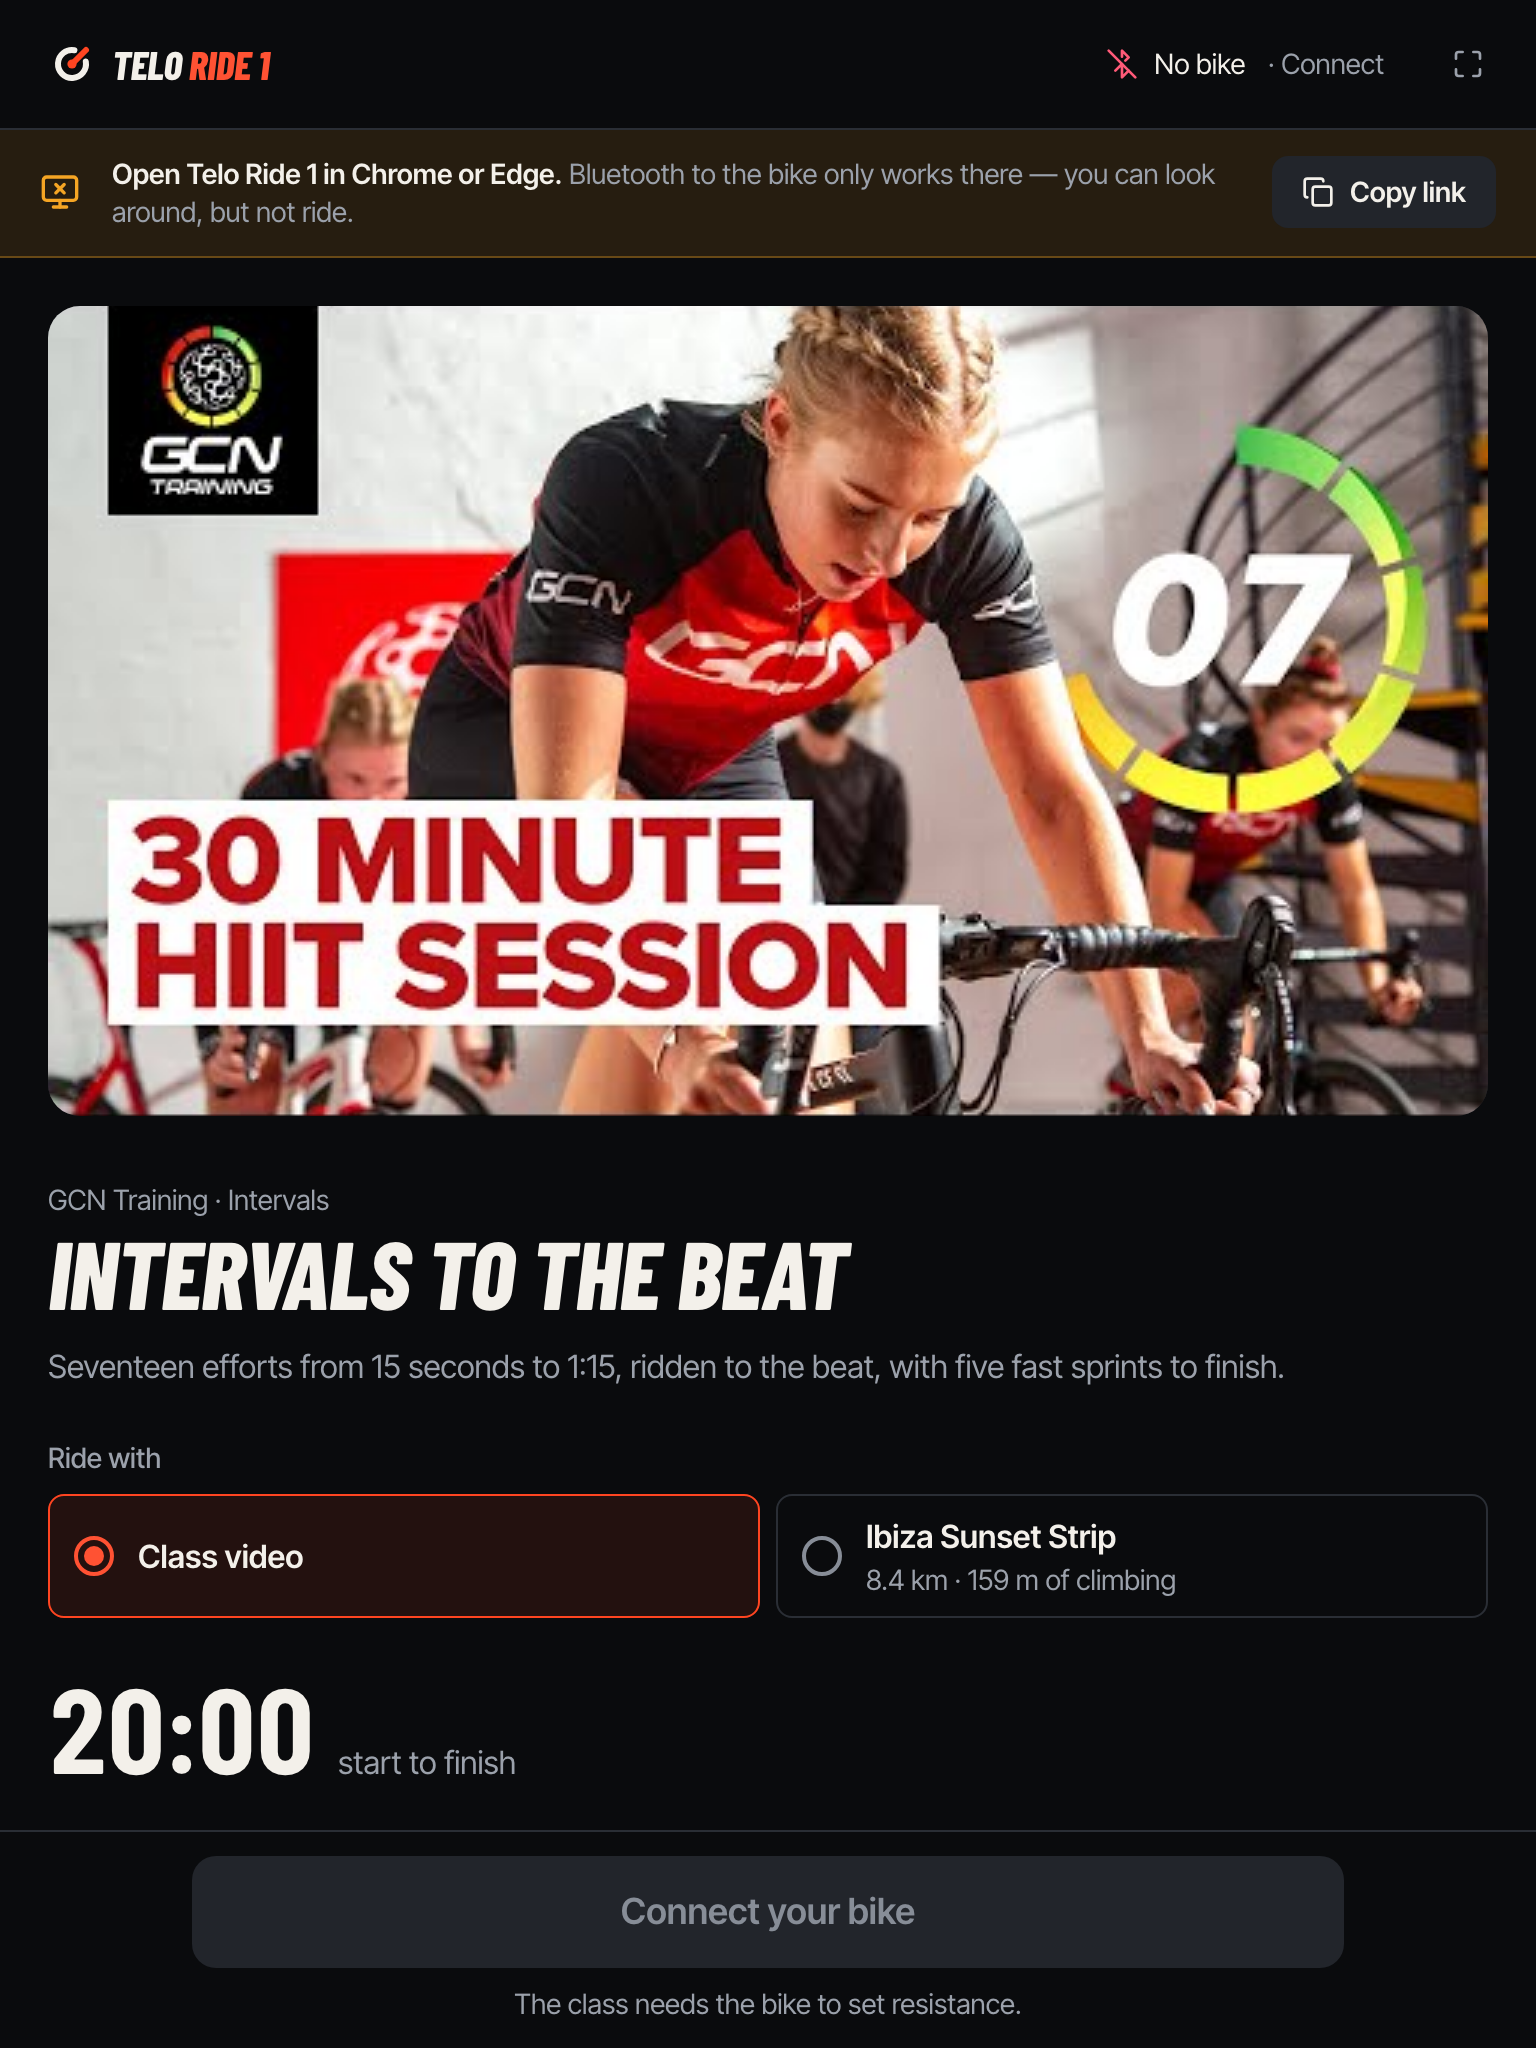 TELO RIDE 1
No bike · Connect
Open Telo Ride 1 in Chrome or Edge. Bluetooth to the bike only works there — you can look
around, but not ride.
Copy link
GCN
TRAINING
GCN
GCN
07
30 MINUTE
HIIT SESSION
GCN Training · Intervals
INTERVALS TO THE BEAT
Seventeen efforts from 15 seconds to 1:15, ridden to the beat, with five fast sprints to finish.
Ride with
Class video
Ibiza Sunset Strip
8.4 km · 159 m of climbing
20:00 start to finish
Connect your bike
The class needs the bike to set resistance.